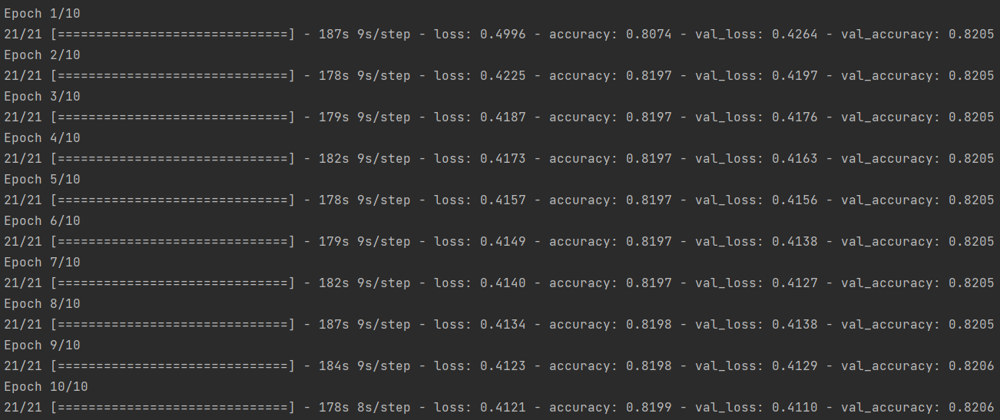 Epoch 1/10
21/21 [==============================] - 187s 9s/step - loss: 0.4996 - accuracy: 0.8074 - val_loss: 0.4264 - val_accuracy: 0.8205
Epoch 2/10
21/21 [==============================] - 178s 9s/step - loss: 0.4225 - accuracy: 0.8197 - val_loss: 0.4197 - val_accuracy: 0.8205
Epoch 3/10
21/21 [==============================] - 179s 9s/step - loss: 0.4187 - accuracy: 0.8197 - val_loss: 0.4176 - val_accuracy: 0.8205
Epoch 4/10
21/21 [==============================] - 182s 9s/step - loss: 0.4173 - accuracy: 0.8197 - val_loss: 0.4163 - val_accuracy: 0.8205
Epoch 5/10
21/21 [==============================] - 178s 9s/step - loss: 0.4157 - accuracy: 0.8197 - val_loss: 0.4156 - val_accuracy: 0.8205
Epoch 6/10
21/21 [==============================] - 179s 9s/step - loss: 0.4149 - accuracy: 0.8197 - val_loss: 0.4138 - val_accuracy: 0.8205
Epoch 7/10
21/21 [==============================] - 182s 9s/step - loss: 0.4140 - accuracy: 0.8197 - val_loss: 0.4127 - val_accuracy: 0.8205
Epoch 8/10
21/21 [==============================] - 187s 9s/step - loss: 0.4134 - accuracy: 0.8198 - val_loss: 0.4138 - val_accuracy: 0.8205
Epoch 9/10
21/21 [==============================] - 184s 9s/step - loss: 0.4123 - accuracy: 0.8198 - val_loss: 0.4129 - val_accuracy: 0.8206
Epoch 10/10
21/21 [==============================] - 178s 8s/step - loss: 0.4121 - accuracy: 0.8199 - val_loss: 0.4110 - val_accuracy: 0.8206